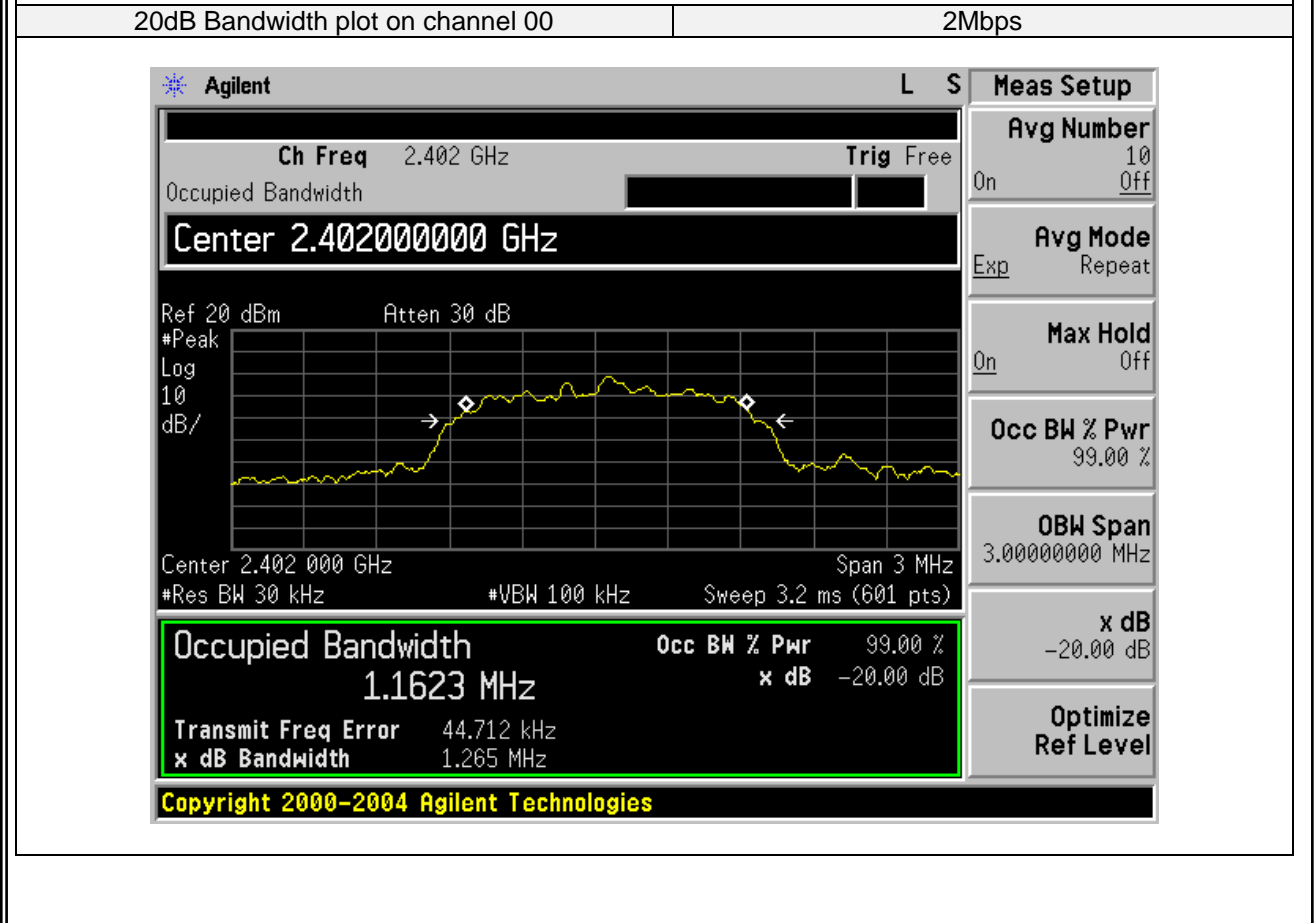 20dB Bandwidth plot on channel 00 2Mbps
Agilent L S Meas Setup
Ch Freq 2.402 GHz Trig Free
Occupied Bandwidth
Center 2.402000000 GHz
Ref 20 dBm Atten 30 dB
#Peak
Log
10
dB/
Center 2.402 000 GHz Span 3 MHz
#Res BW 30 kHz #VBW 100 kHz Sweep 3.2 ms (601 pts)
Occupied Bandwidth Occ BW % Pwr 99.00 %
1.1623 MHz x dB -20.00 dB
Transmit Freq Error 44.712 kHz
x dB Bandwidth 1.265 MHz
Copyright 2000-2004 Agilent Technologies
Avg Number
10
On Off
Avg Mode
Exp Repeat
Max Hold
On Off
Occ BW % Pwr
99.00 %
OBW Span
3.00000000 MHz
x dB
-20.00 dB
Optimize
Ref Level